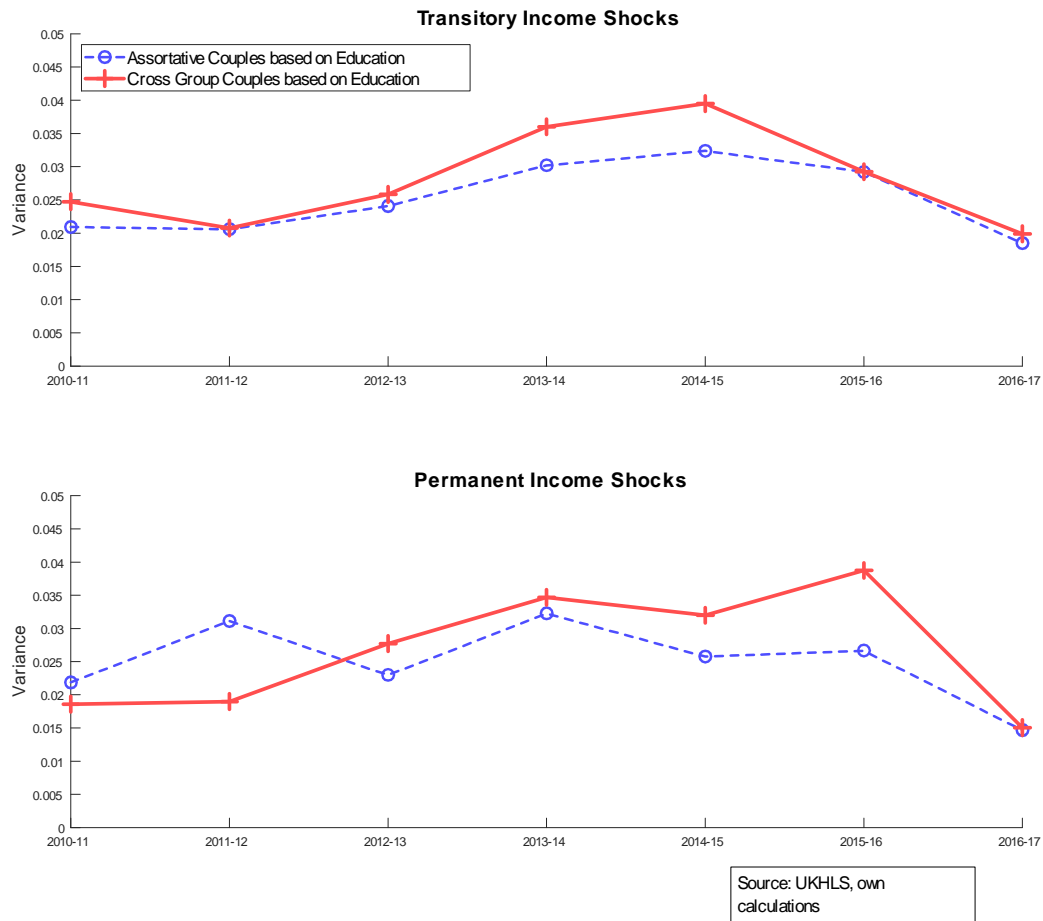 Transitory Income Shocks
0.05
0.045
0.04
0.035
0.03
0.025
0.02
0.015
0.01
0.005
0
Variance
Assortative Couples based on Education
Cross Group Couples based on Education
2010-11 2011-12 2012-13 2013-14 2014-15 2015-16 2016-17
Permanent Income Shocks
0.05
0.045
0.04
0.035
0.03
0.025
0.02
0.015
0.01
0.005
0
Variance
2010-11 2011-12 2012-13 2013-14 2014-15 2015-16 2016-17
Source: UKHLS, own
calculations